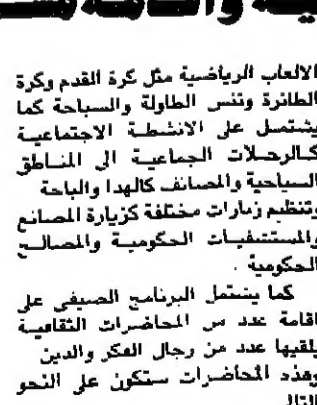 الالعاب الرياضية مثل كرة القدم وكرة
الطائرة وتنس الطاولة والسباحة كما
يشتمل على الانشطة الاجتماعية
كالرحلات الجماعية الى المناطق
السياحية والمصانف كالهدا والباحة
وتنظيم زيارات مختلفة كزيارة المصانع
والمستشفيات الحكومية والمصالح
الحكومية .
كما يشتمل البرنامج الصيفي على
اقامة عدد من المحاضرات الثقافية
يلقيها عدد من رجال الفكر والدين
وهذه المحاضرات ستكون على النحو